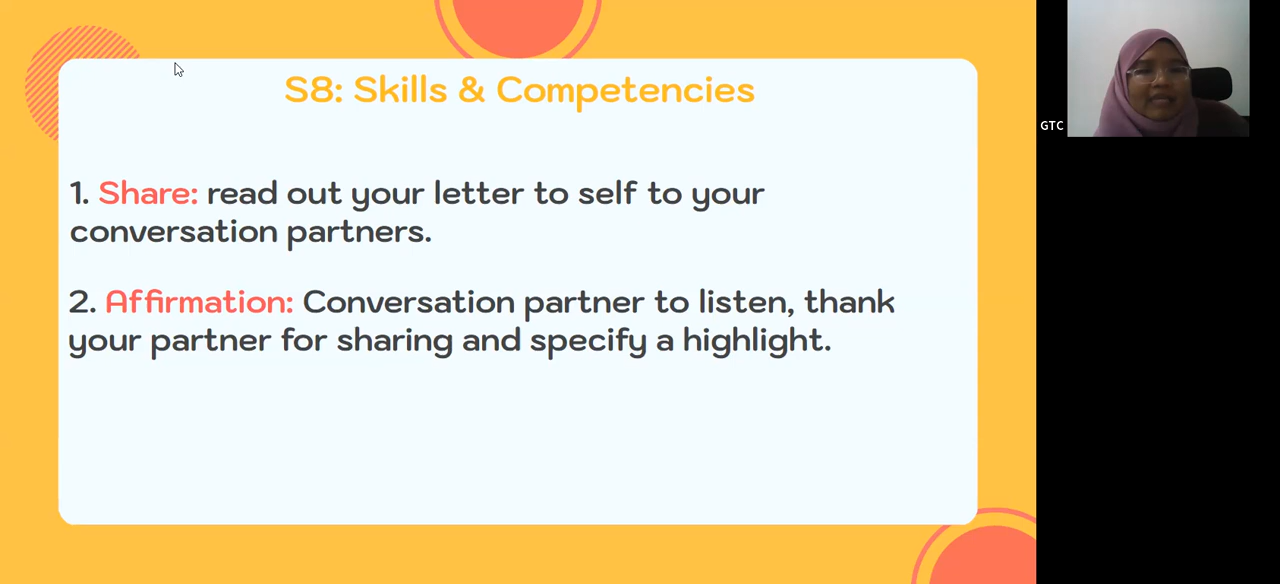 S8: Skills & Competencies
1. Share: read out your letter to self to your
conversation partners.
2. Affirmation: Conversation partner to listen, thank
your partner for sharing and specify a highlight.
GTC